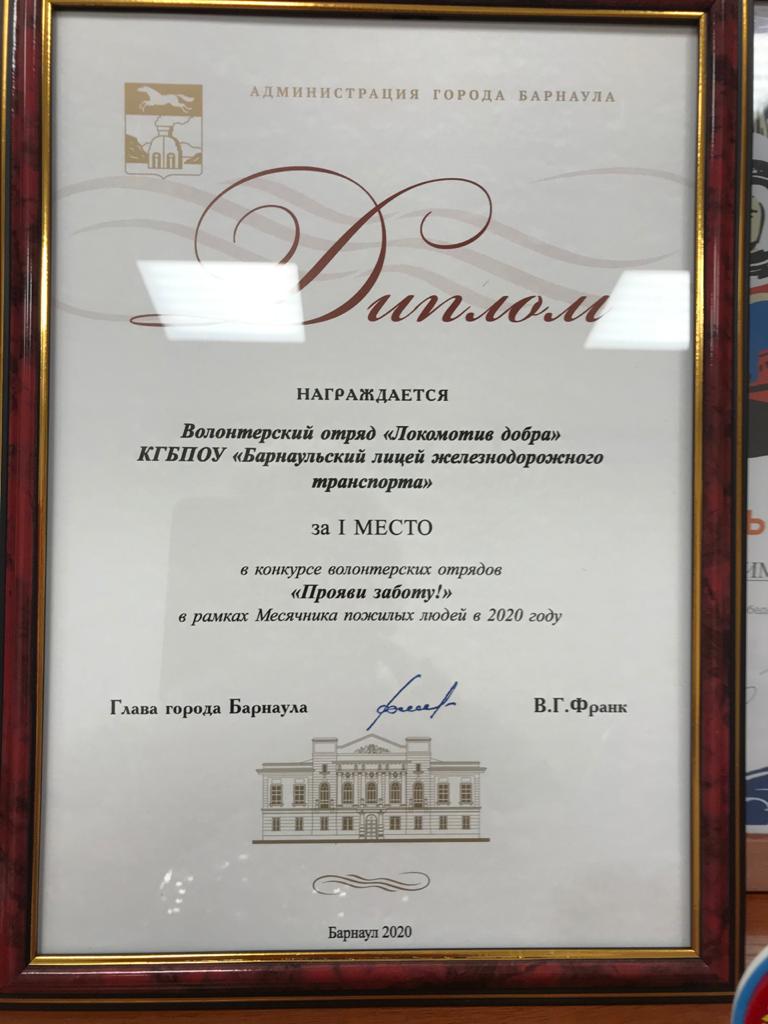 АДМИНИСТРАЦИЯ ГОРОДА БАРНАУЛА
Диплом
НАГРАЖДАЕТСЯ
Волонтерский отряд «Локомотив добра»
КГБПОУ «Барнаульский лицей железнодорожного
транспорта»
за I МЕСТО
в конкурсе волонтерских отрядов
«Прояви заботу!»
в рамках Месячника пожилых людей в 2020 году
Глава города Барнаула В.Г.Франк
Барнаул 2020